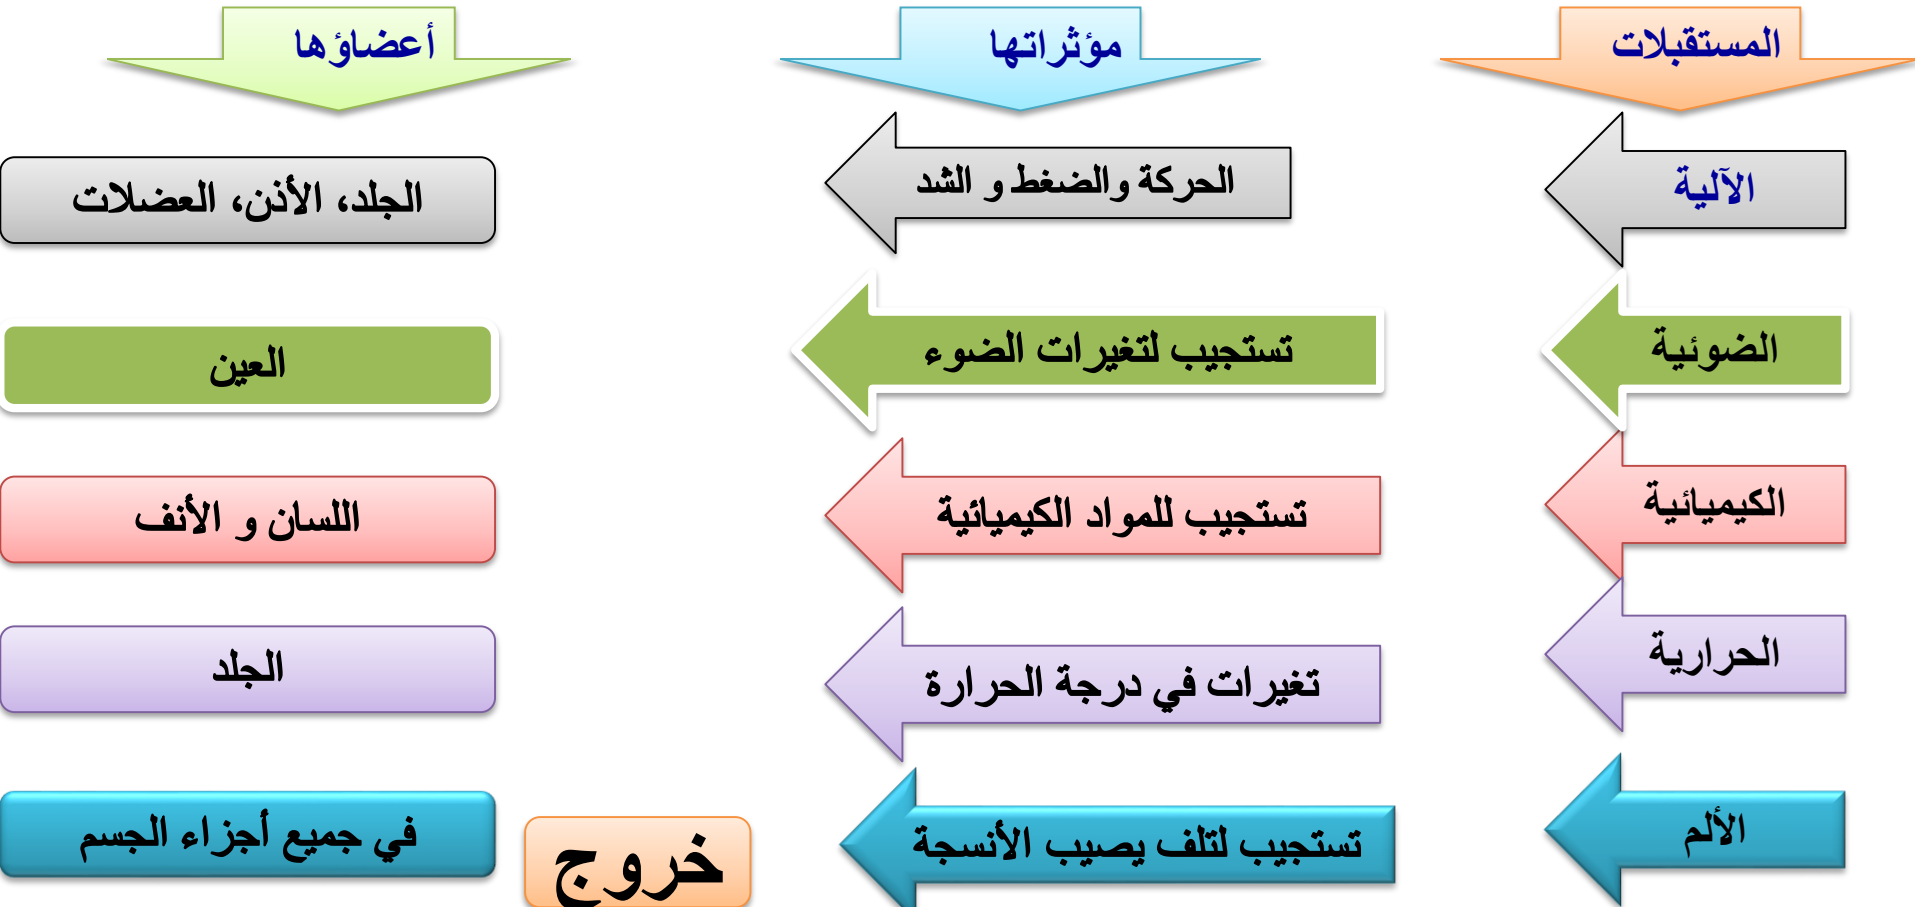 المستقبلات
مؤثراتها
أعضاؤها
الآلية
الحركة والضغط و الشد
الجلد، الأذن، العضلات
الضوئية
تستجيب لتغيرات الضوء
العين
الكيميائية
تستجيب للمواد الكيميائية
اللسان و الأنف
الحرارية
تغيرات في درجة الحرارة
الجلد
الألم
تستجيب لتلف يصيب الأنسجة
في جميع أجزاء الجسم
خروج